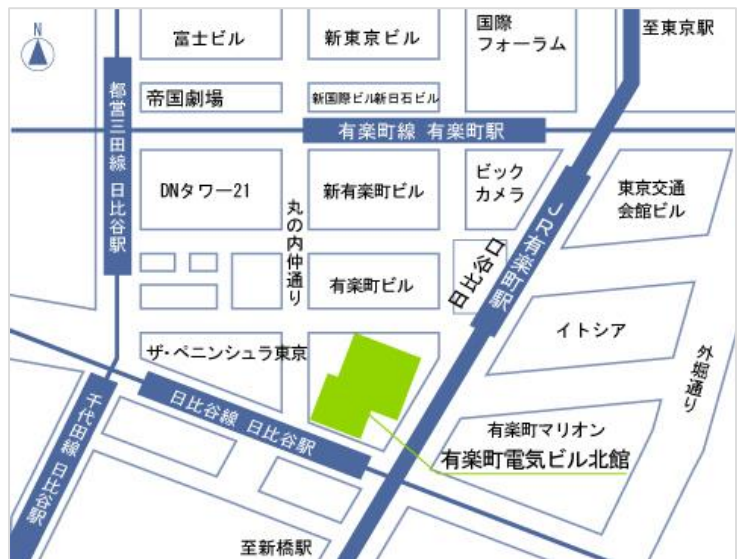 N
富士ビル
新東京ビル
国際
フォーラム
至東京駅
帝国劇場
新国際ビル
新日石ビル
都営三田線 日比谷駅
有楽町線 有楽町駅
DNタワー21
丸の内仲通り
新有楽町ビル
ビック
カメラ
東京交通
会館ビル
JR有楽町駅
日比谷口
有楽町ビル
イトシア
ザ・ペニンシュラ東京
外堀通り
千代田線 日比谷駅
日比谷線 日比谷駅
有楽町マリオン
有楽町電気ビル北館
至新橋駅